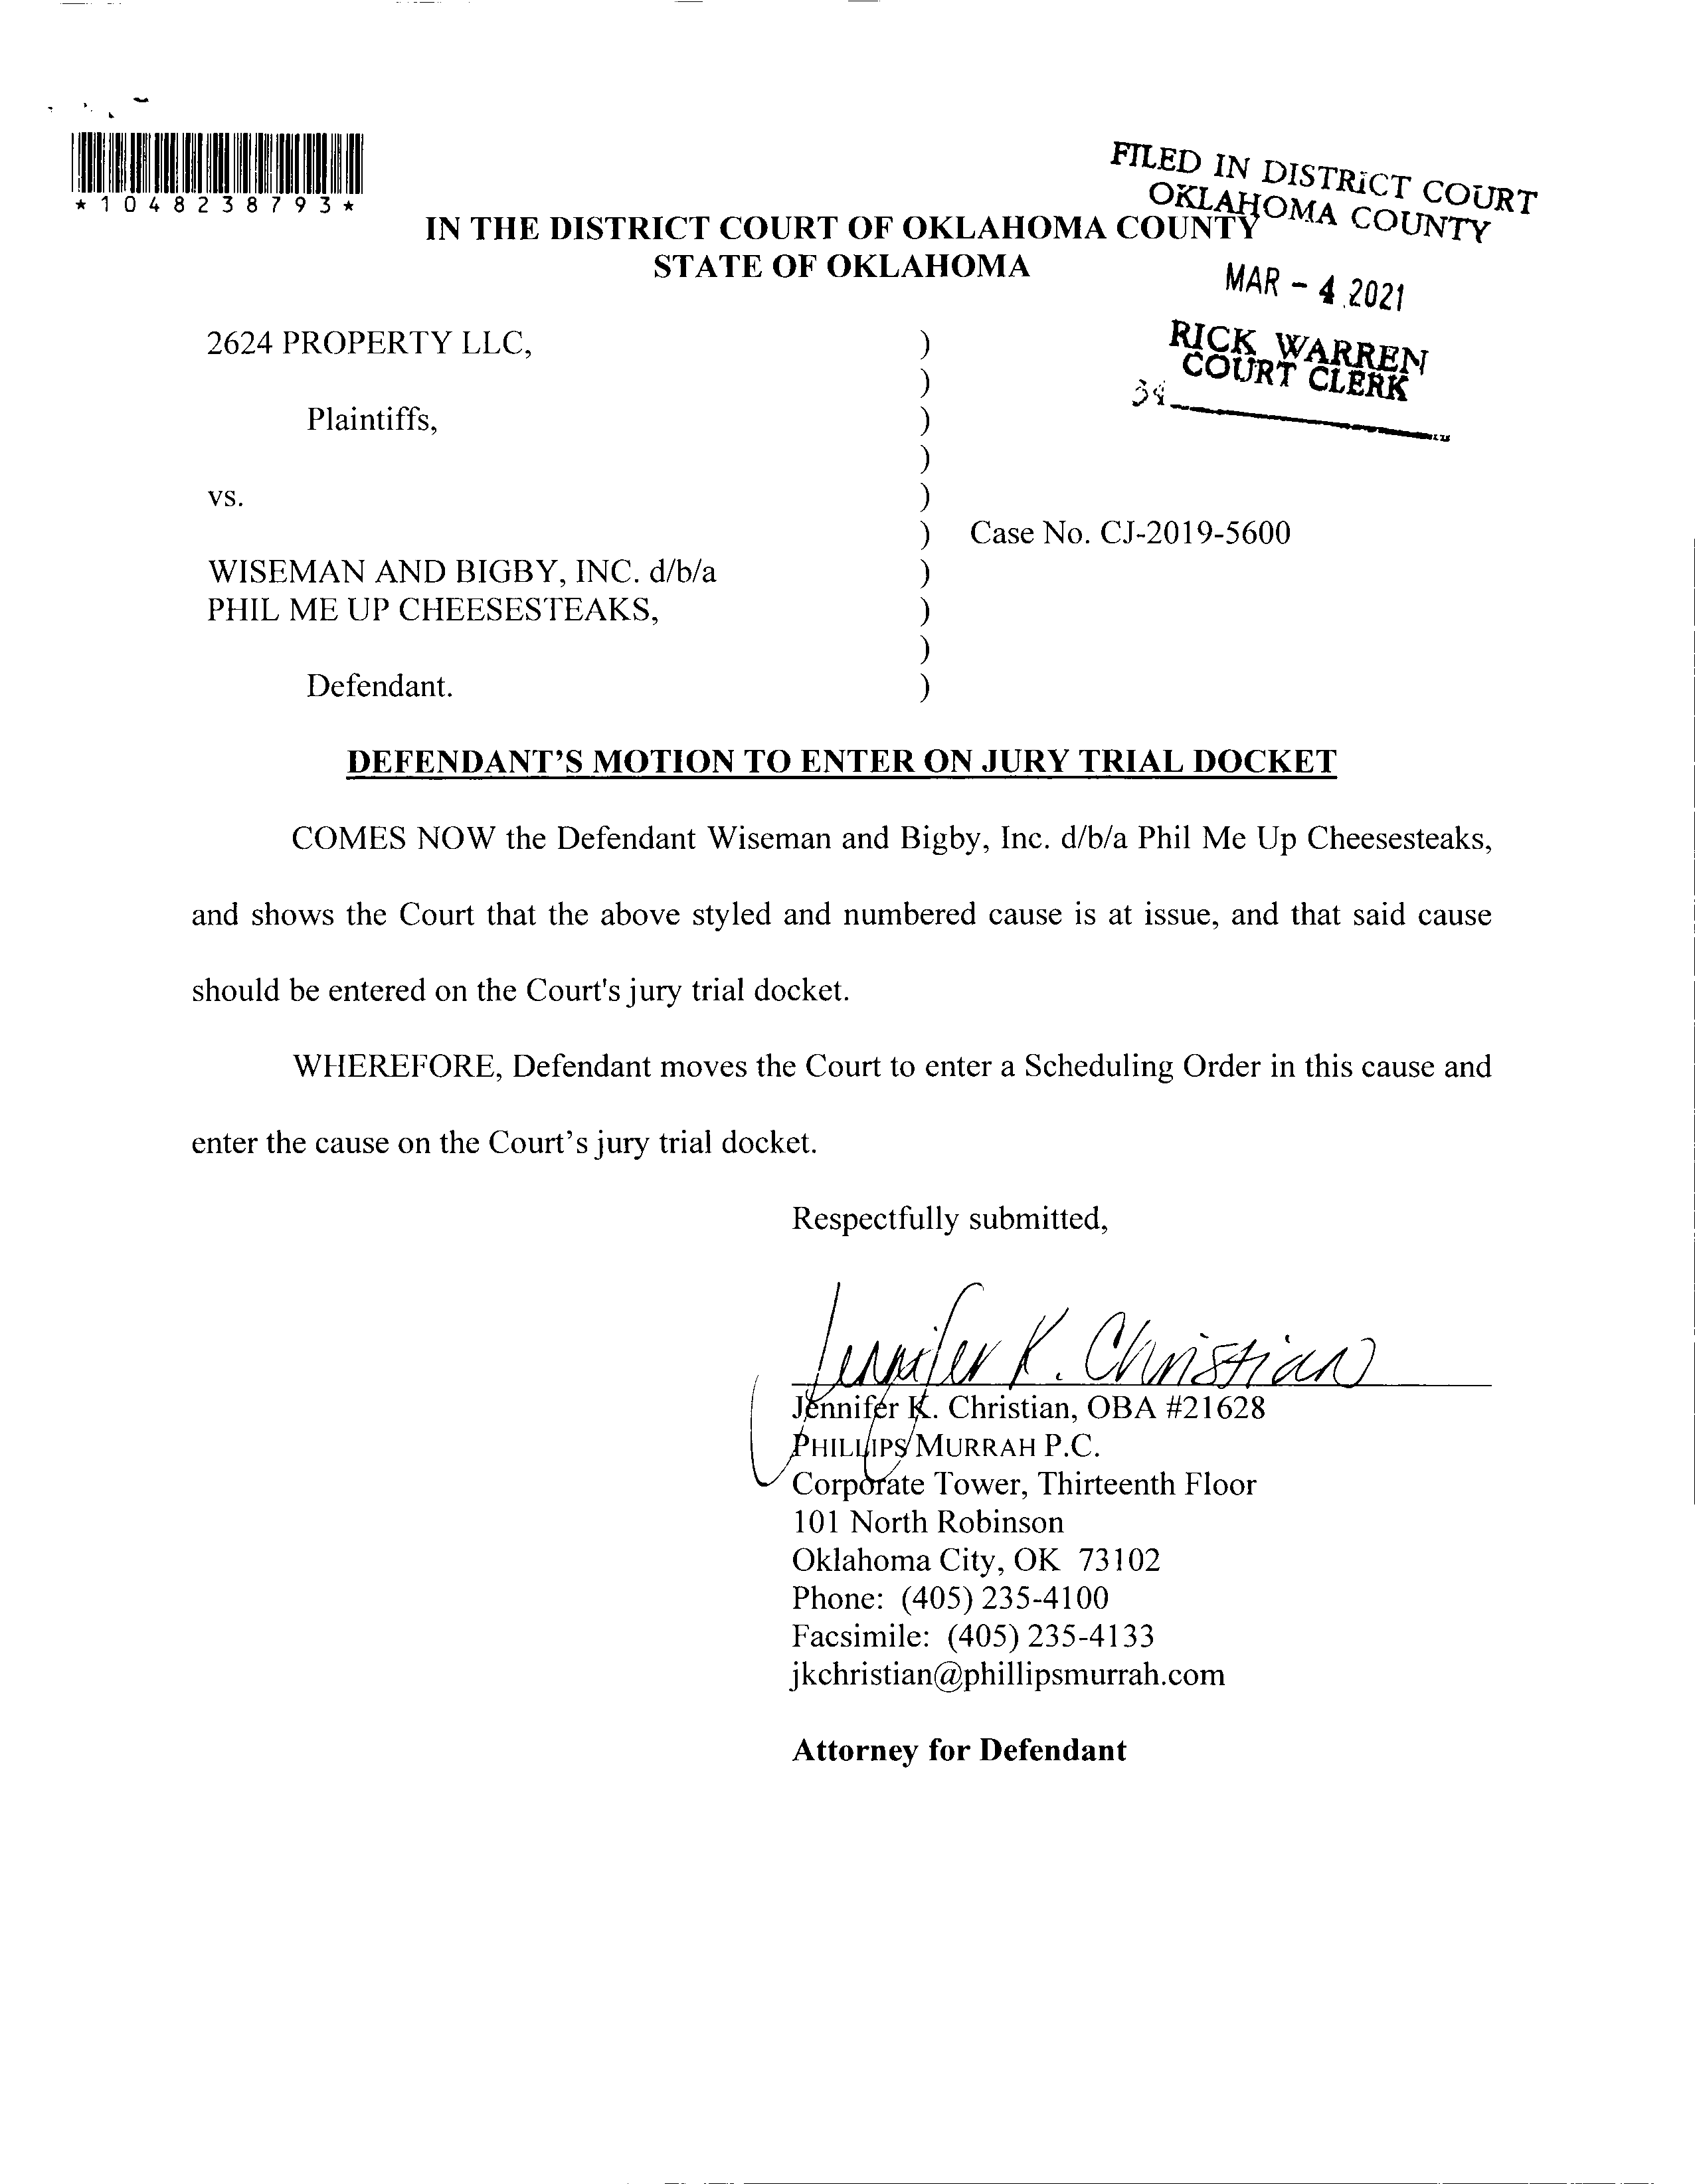 *1048238793*
FILED IN DISTRICT COURT
OKLAHOMA COUNTY
MAR - 4 2021
RICK WARREN
COURT CLERK
34
IN THE DISTRICT COURT OF OKLAHOMA COUNTY
STATE OF OKLAHOMA
2624 PROPERTY LLC, )
)
Plaintiffs, )
)
vs. )
) Case No. CJ-2019-5600
WISEMAN AND BIGBY, INC. d/b/a )
PHIL ME UP CHEESESTEAKS, )
)
Defendant. )
DEFENDANT'S MOTION TO ENTER ON JURY TRIAL DOCKET
COMES NOW the Defendant Wiseman and Bigby, Inc. d/b/a Phil Me Up Cheesesteaks,
and shows the Court that the above styled and numbered cause is at issue, and that said cause
should be entered on the Court's jury trial docket.
WHEREFORE, Defendant moves the Court to enter a Scheduling Order in this cause and
enter the cause on the Court's jury trial docket.
Respectfully submitted,
Jennifer K. Christian
Jennifer K. Christian, OBA #21628
PHILLIPS MURRAH P.C.
Corporate Tower, Thirteenth Floor
101 North Robinson
Oklahoma City, OK 73102
Phone: (405) 235-4100
Facsimile: (405) 235-4133
jkchristian@phillipsmurrah.com
Attorney for Defendant